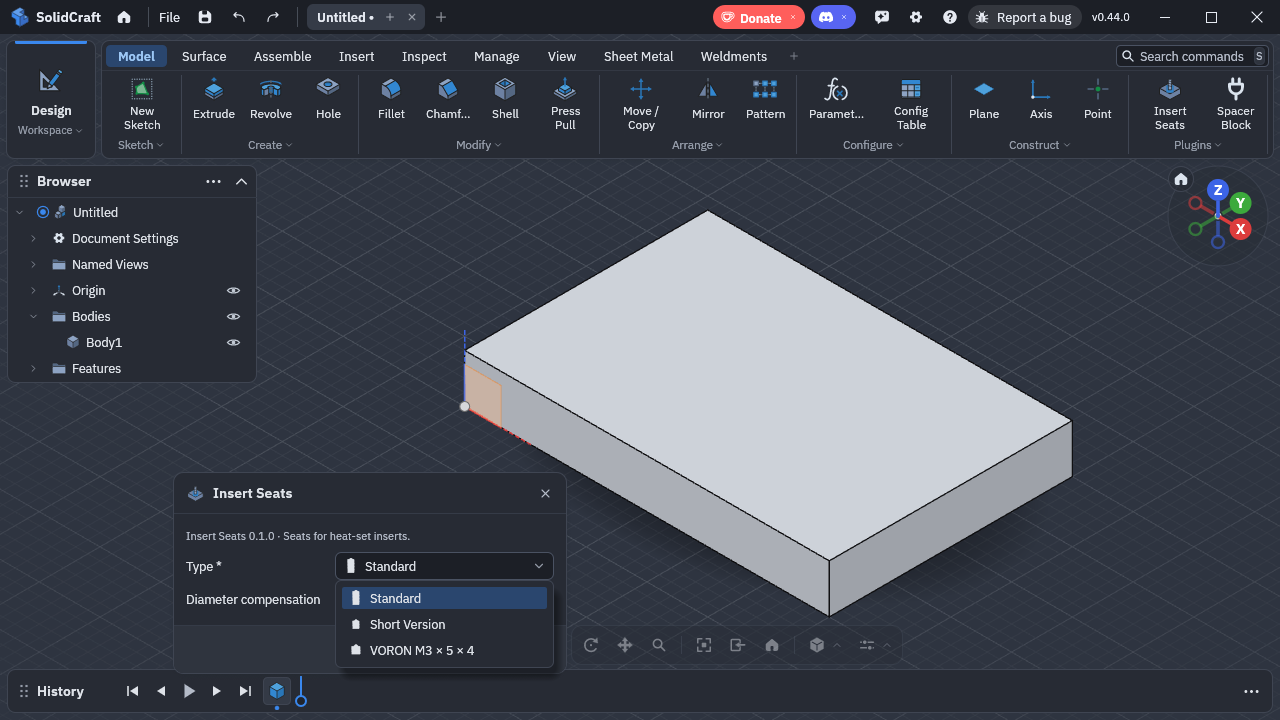 SolidCraft
File
Untitled •
Donate
Report a bug
v0.44.0
Design
Workspace
Model
Surface
Assemble
Insert
Inspect
Manage
View
Sheet Metal
Weldments
Search commands
S
New Sketch
Extrude
Revolve
Hole
Fillet
Chamf...
Shell
Press Pull
Move / Copy
Mirror
Pattern
Paramet...
Config Table
Plane
Axis
Point
Insert Seats
Spacer Block
Sketch
Create
Modify
Arrange
Configure
Construct
Plugins
Browser
Untitled
Document Settings
Named Views
Origin
Bodies
Body1
Features
Z
Y
X
Insert Seats
Insert Seats 0.1.0 · Seats for heat-set inserts.
Type *
Standard
Diameter compensation
Standard
Short Version
VORON M3 × 5 × 4
History